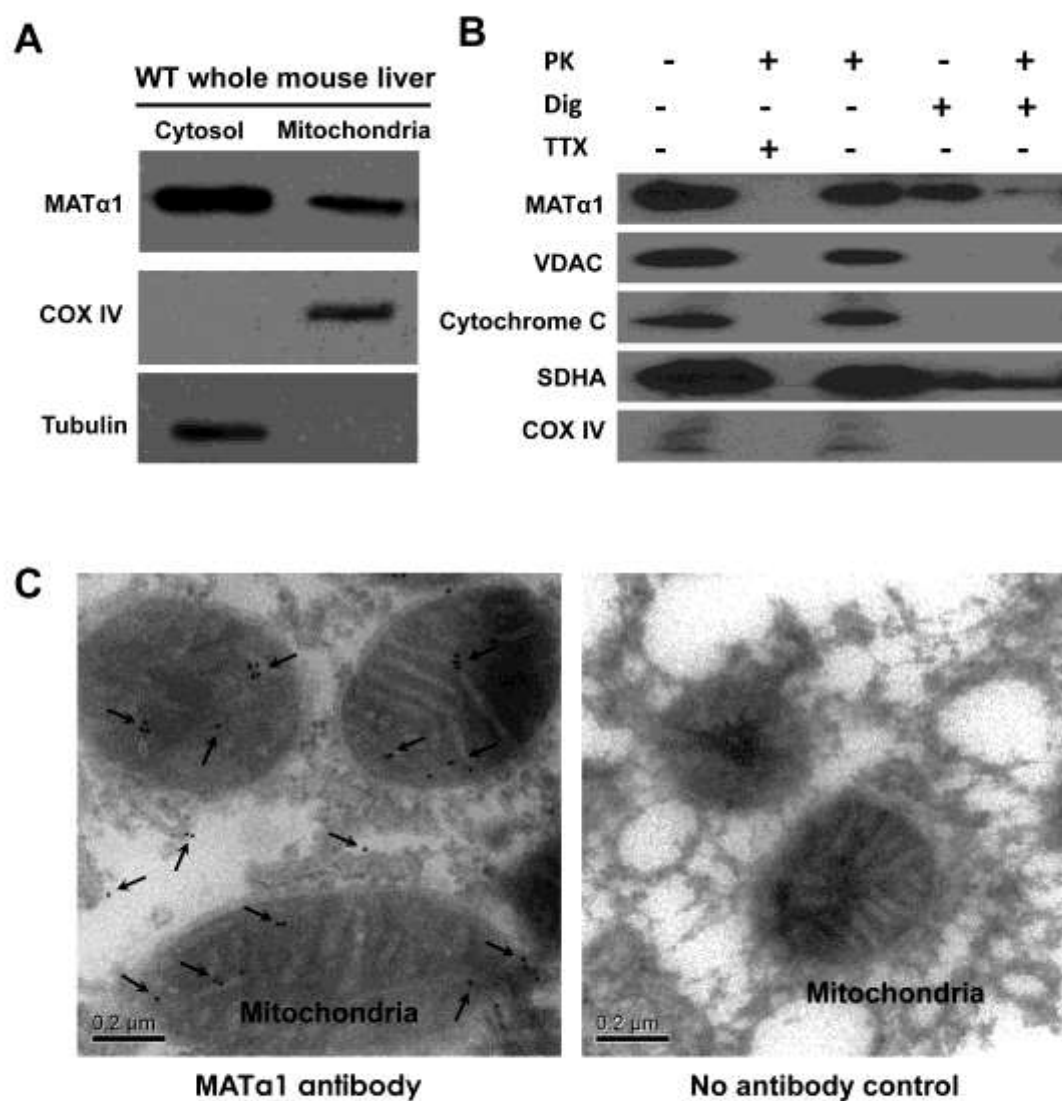 A
WT whole mouse liver
Cytosol Mitochondria
MATα1
COX IV
Tubulin
B
PK - + + - +
Dig - - - + +
TTX - + - - -
MATα1
VDAC
Cytochrome C
SDHA
COX IV
C
Mitochondria
0.2 µm
MATα1 antibody
Mitochondria
0.2 µm
No antibody control